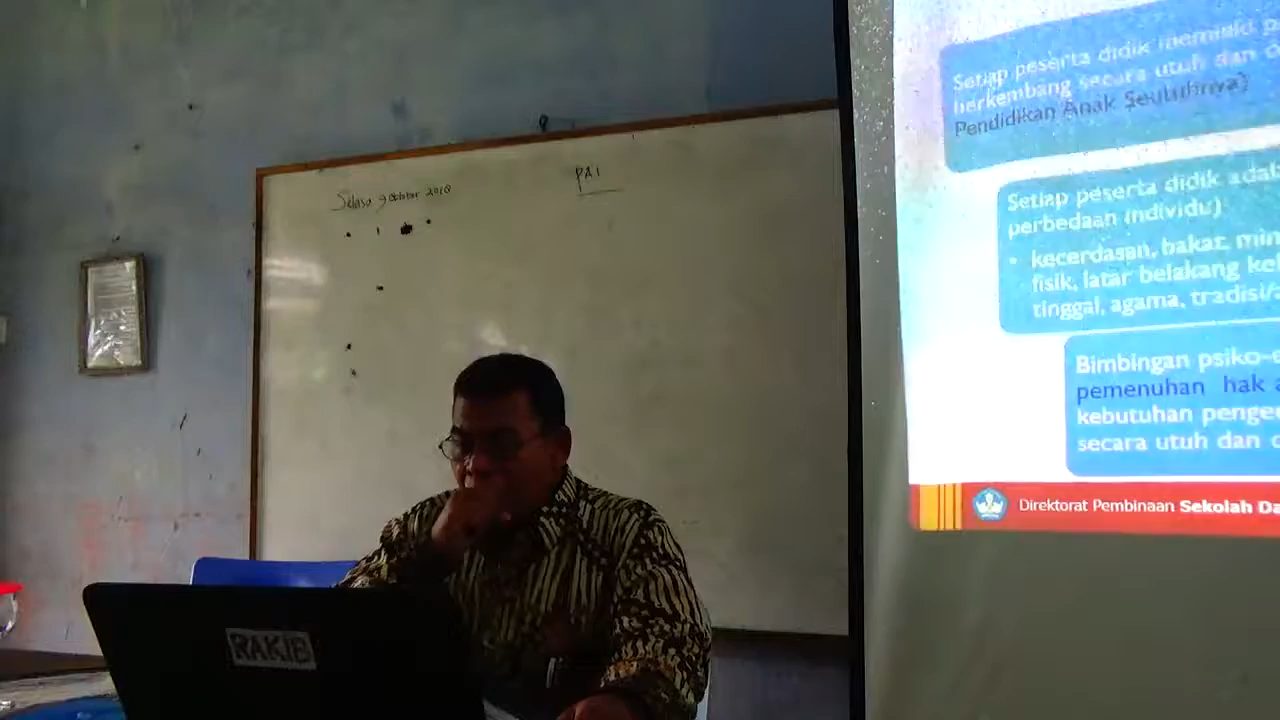 Selasa 9 Oktober 2018
PAI
RAKIB
Setiap peserta didik memiliki
berkembang secara utuh dan
Pendidikan Anak Seutuhnya)
Setiap peserta didik adalah
perbedaan individu)
• kecerdasan, bakat, min
fisik, latar belakang kel
tinggal, agama, tradisi/
Bimbingan psiko-e
pemenuhan hak a
kebutuhan penge
secara utuh dan o
Direktorat Pembinaan Sekolah Da